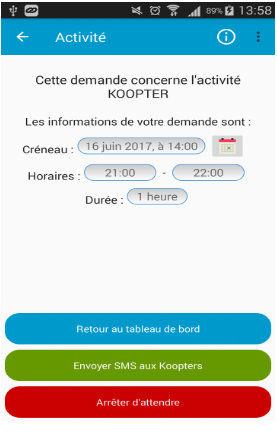 89% 13:58
Activité
Cette demande concerne l'activité
KOOPTER
Les informations de votre demande sont :
Créneau : 16 juin 2017, à 14:00
Horaires : 21:00 - 22:00
Durée : 1 heure
Retour au tableau de bord
Envoyer SMS aux Koopters
Arrêter d'attendre